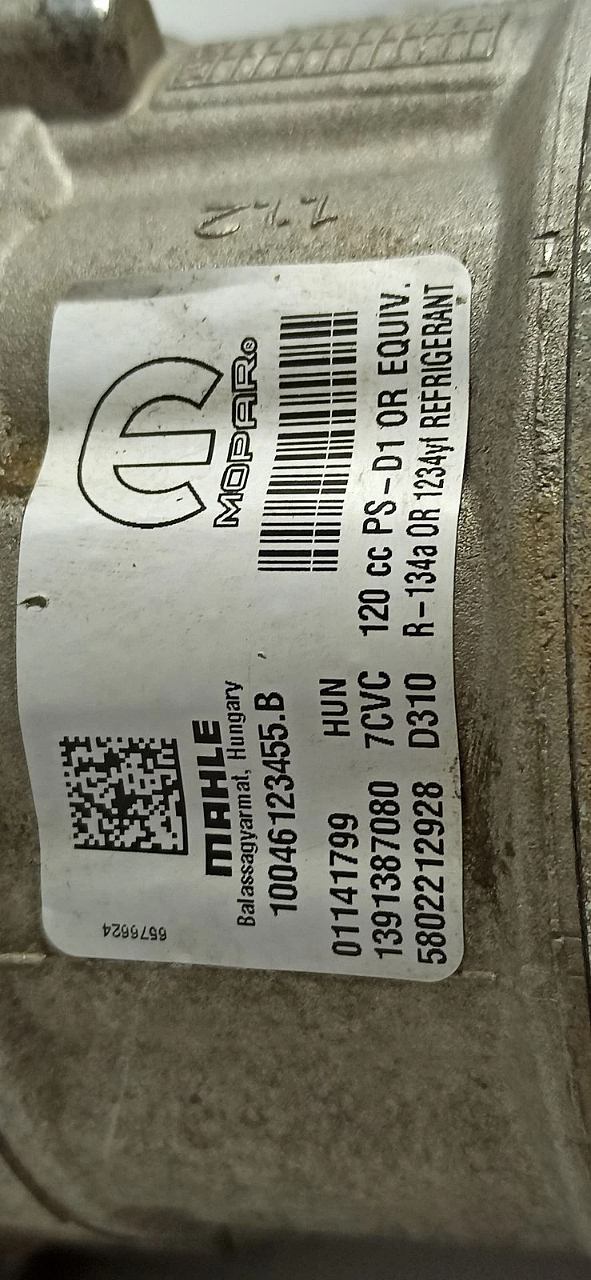 6576624
MAHLE
Balassagyarmat, Hungary
10046123455.B
MOPAR®
01141799 HUN
1391387080 7CVC 120 CC PS-D1 OR EQUIV.
58022212928 D310 R-134a OR 1234yf REFRIGERANT